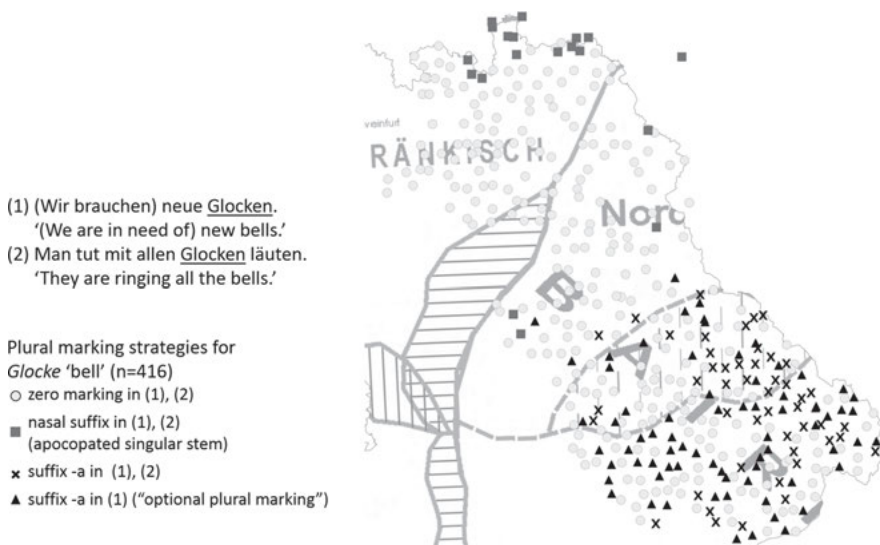 (1) (Wir brauchen) neue Glocken.
'(We are in need of) new bells.'
(2) Man tut mit allen Glocken läuten.
'They are ringing all the bells.'
Plural marking strategies for
Glocke 'bell' (n=416)
zero marking in (1), (2)
nasal suffix in (1), (2)
(apocopated singular stem)
suffix -a in (1), (2)
suffix -a in (1) ("optional plural marking")
veinfurt
RÄNKISCH
Nord
B A I R